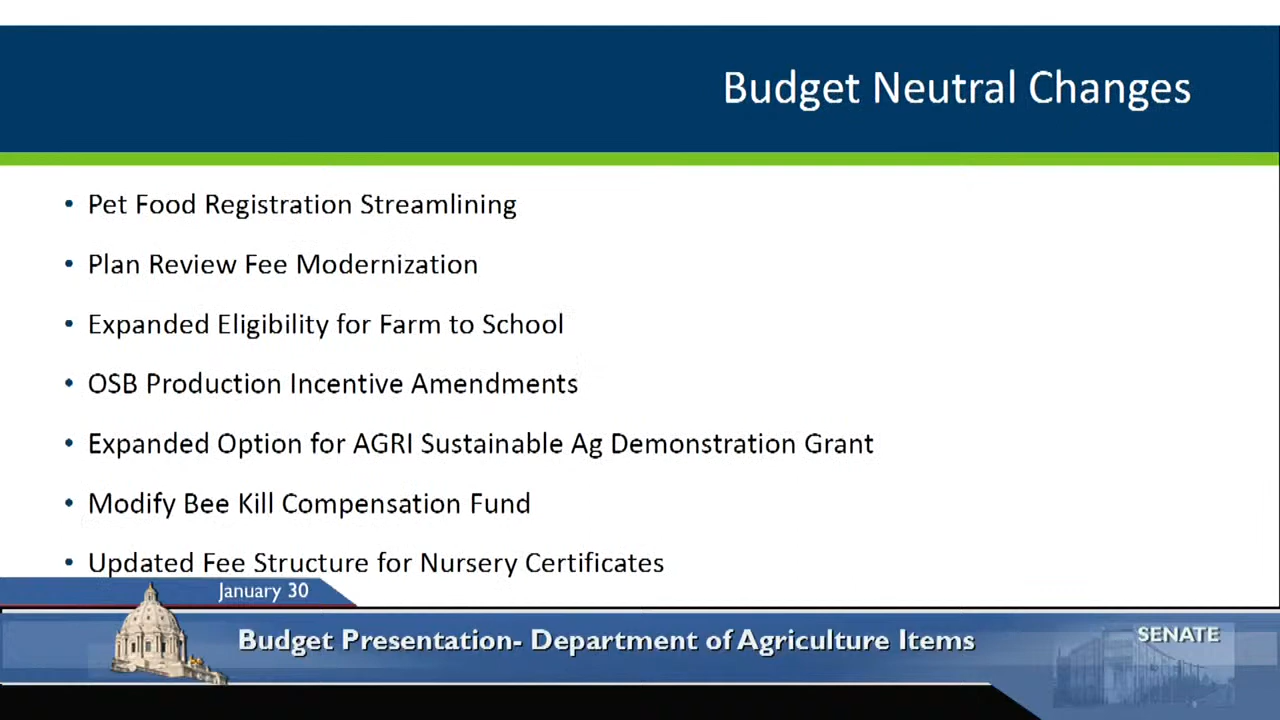 Budget Neutral Changes
• Pet Food Registration Streamlining
• Plan Review Fee Modernization
• Expanded Eligibility for Farm to School
• OSB Production Incentive Amendments
• Expanded Option for AGRI Sustainable Ag Demonstration Grant
• Modify Bee Kill Compensation Fund
• Updated Fee Structure for Nursery Certificates
January 30
Budget Presentation- Department of Agriculture Items
SENATE